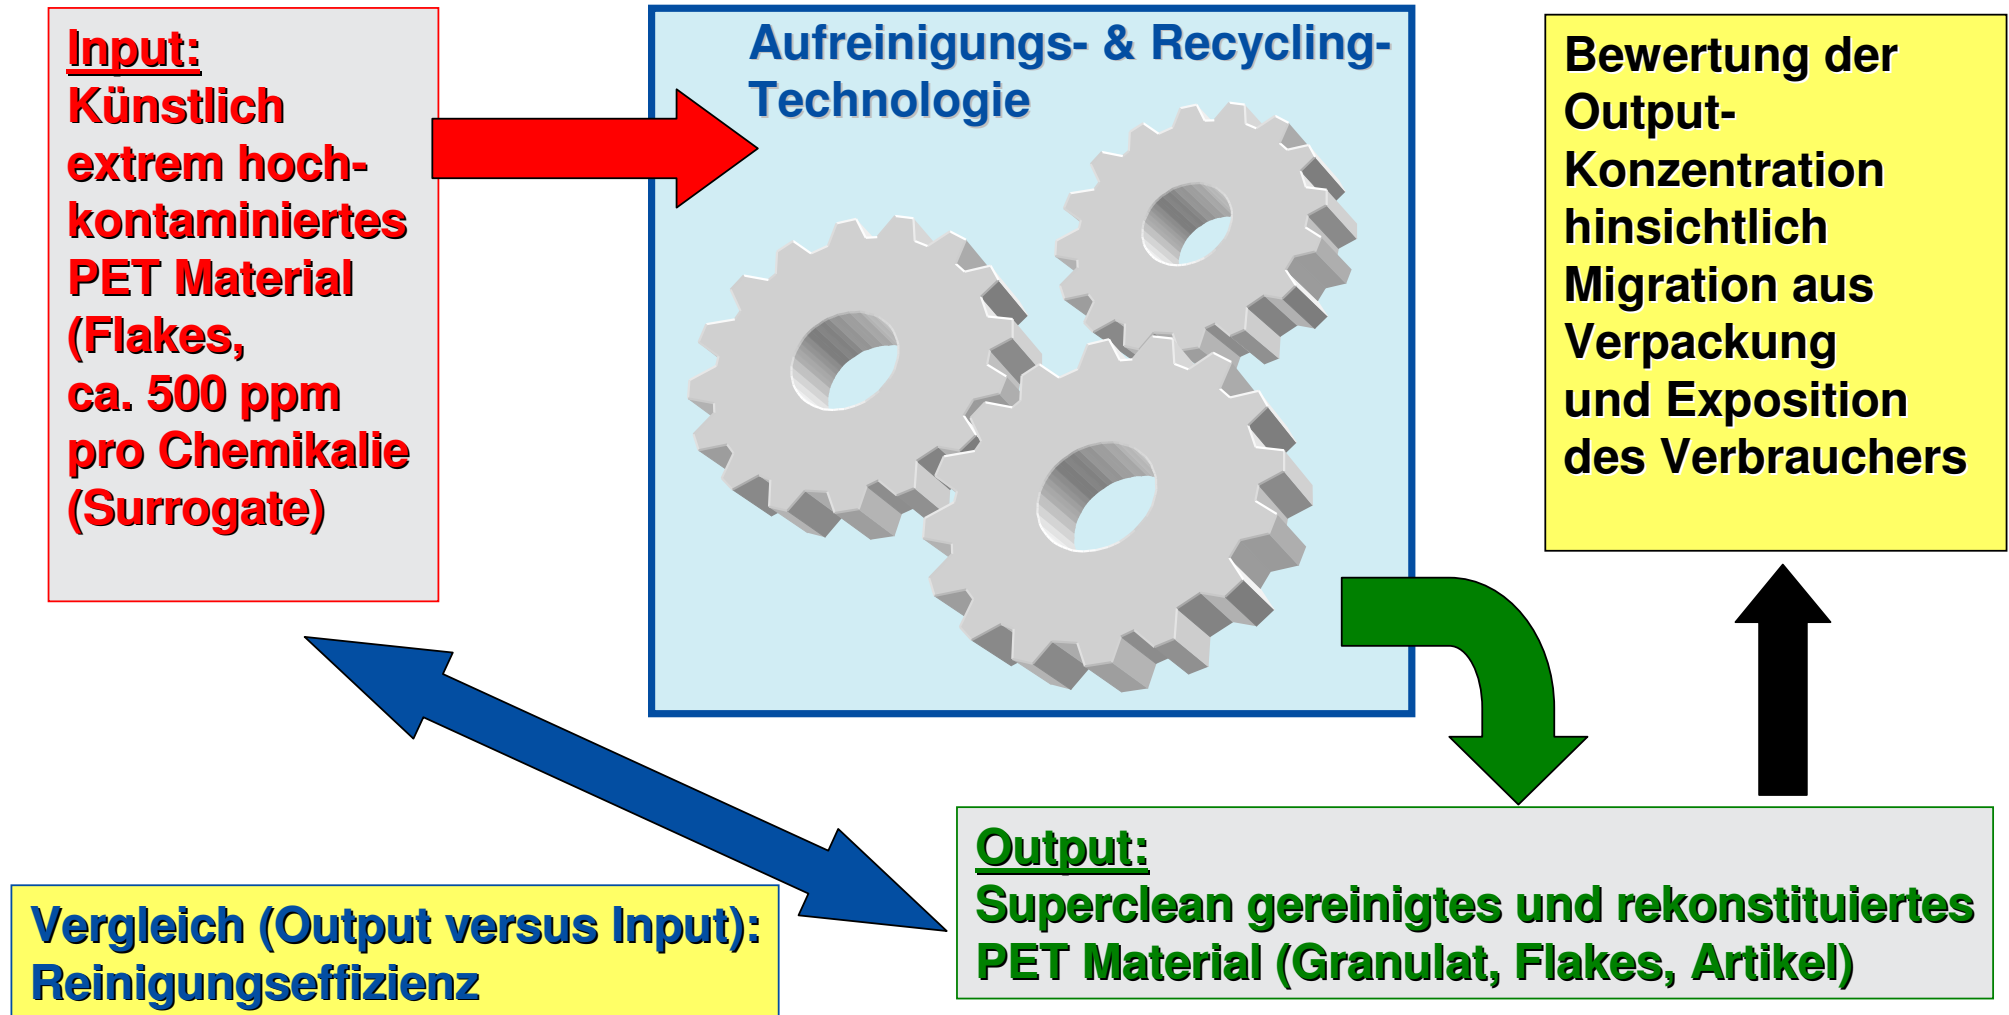 Input:
Künstlich
extrem hoch-
kontaminiertes
PET Material
(Flakes,
ca. 500 ppm
pro Chemikalie
(Surrogate)
Aufreinigungs- & Recycling-
Technologie
Bewertung der
Output-
Konzentration
hinsichtlich
Migration aus
Verpackung
und Exposition
des Verbrauchers
Output:
Superclean gereinigtes und rekonstituiertes
PET Material (Granulat, Flakes, Artikel)
Vergleich (Output versus Input):
Reinigungseffizienz